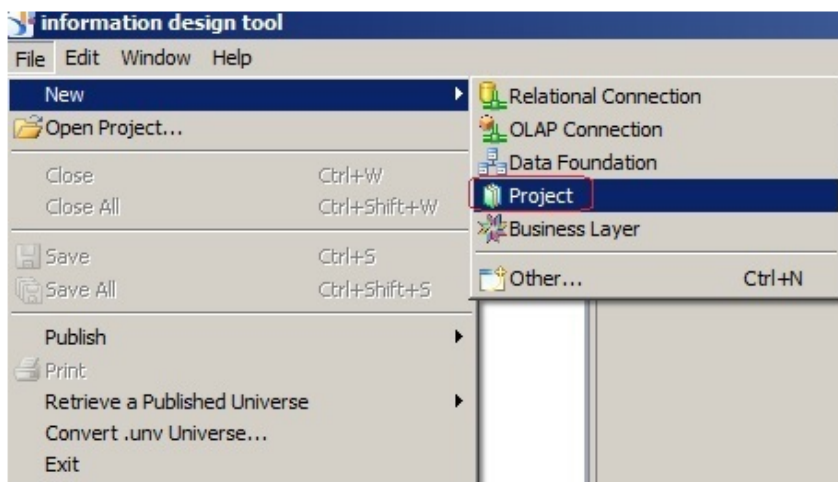 information design tool
File Edit Window Help
New
Open Project...
Close Ctrl+W
Close All Ctrl+Shift+W
Save Ctrl+S
Save All Ctrl+Shift+S
Publish
Print
Retrieve a Published Universe
Convert .unv Universe...
Exit
Relational Connection
OLAP Connection
Data Foundation
Project
Business Layer
Other... Ctrl+N